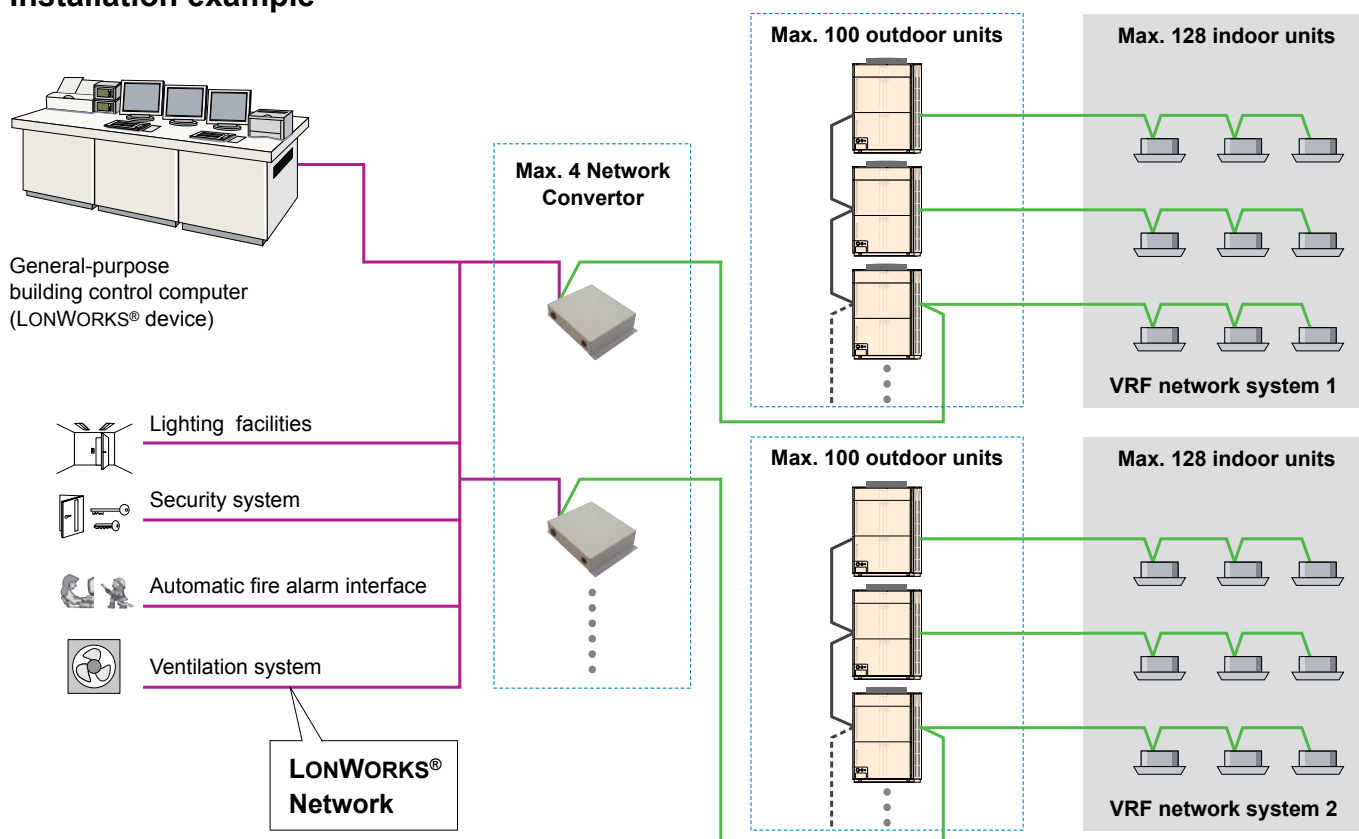 Installation example
Max. 100 outdoor units
Max. 128 indoor units
Max. 4 Network
Convertor
General-purpose
building control computer
(LONWORKS® device)
VRF network system 1
Lighting facilities
Security system
Automatic fire alarm interface
Ventilation system
LONWORKS®
Network
Max. 100 outdoor units
Max. 128 indoor units
VRF network system 2